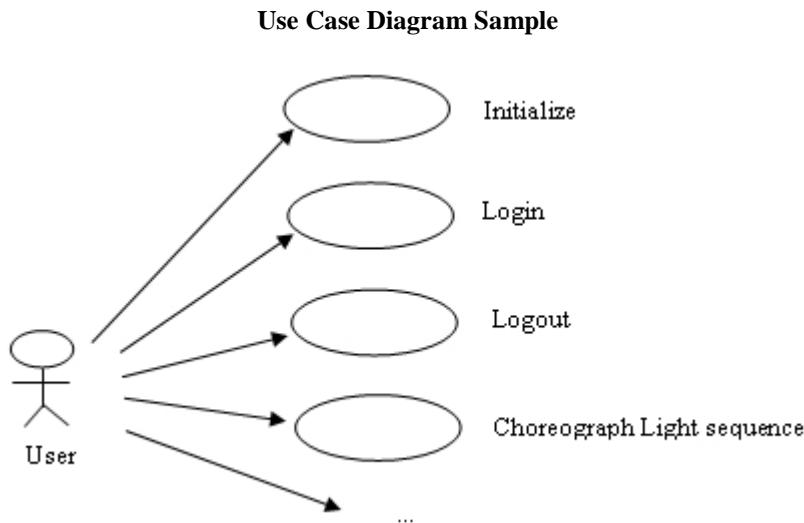 Use Case Diagram Sample
Initialize
Login
Logout
Choreograph Light sequence
User
...